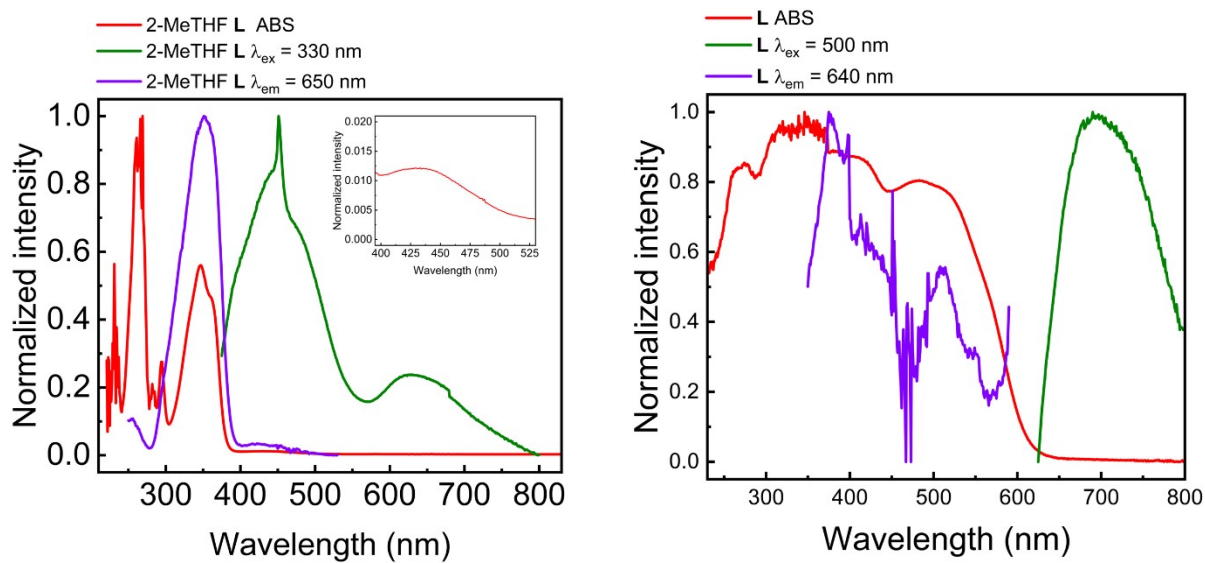 2-MeTHF L ABS
2-MeTHF L λex = 330 nm
2-MeTHF L λem = 650 nm
Normalized intensity
1.0
0.8
0.6
0.4
0.2
0.0
300 400 500 600 700 800
Wavelength (nm)
Normalized intensity
0.020
0.015
0.010
0.005
0.000
400 425 450 475 500 525
Wavelength (nm)
L ABS
L λex = 500 nm
L λem = 640 nm
Normalized intensity
1.0
0.8
0.6
0.4
0.2
0.0
300 400 500 600 700 800
Wavelength (nm)